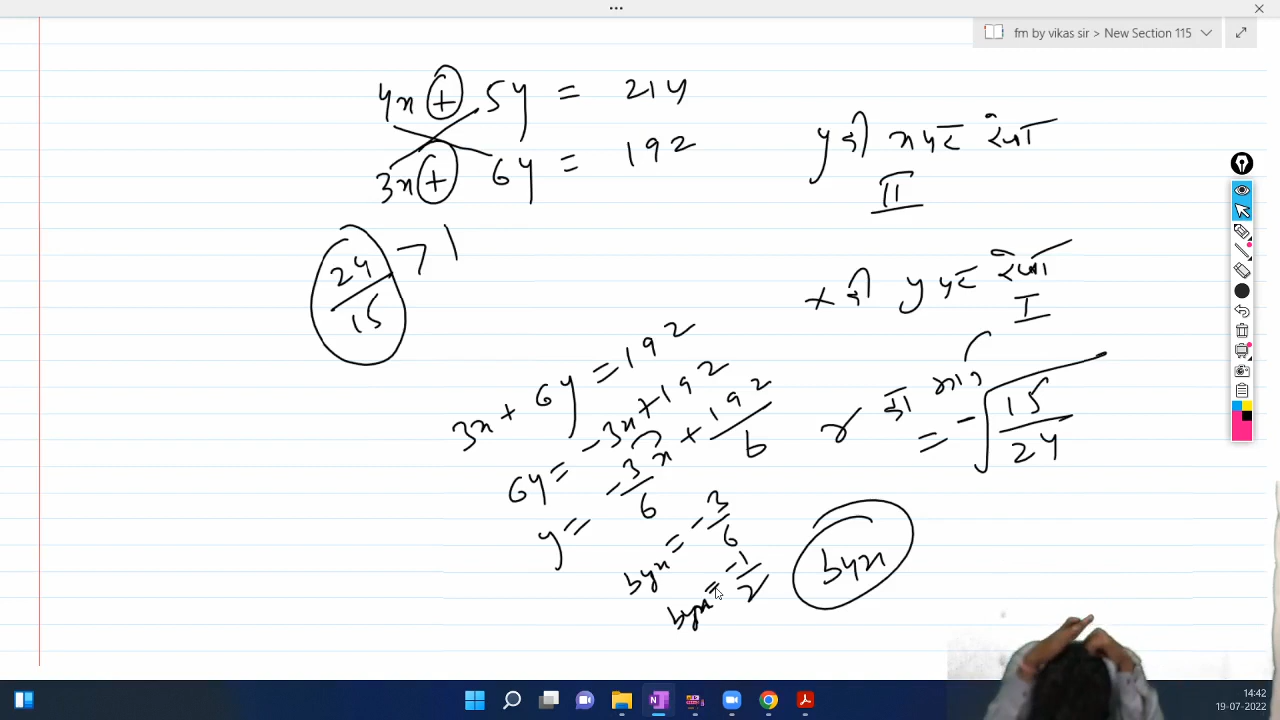 fm by vikas sir > New Section 115
4x + 5y = 214
3x + 6y = 192
y की x पर रेखा
II
24/15 > 1
x की y पर रेखा
I
3x + 6y = 192
6y = -3x + 192
y = -3/6 x + 192/6
r का मान = -√15/24
byx = -3/6
byx = -1/2
byx
14:42
19-07-2022